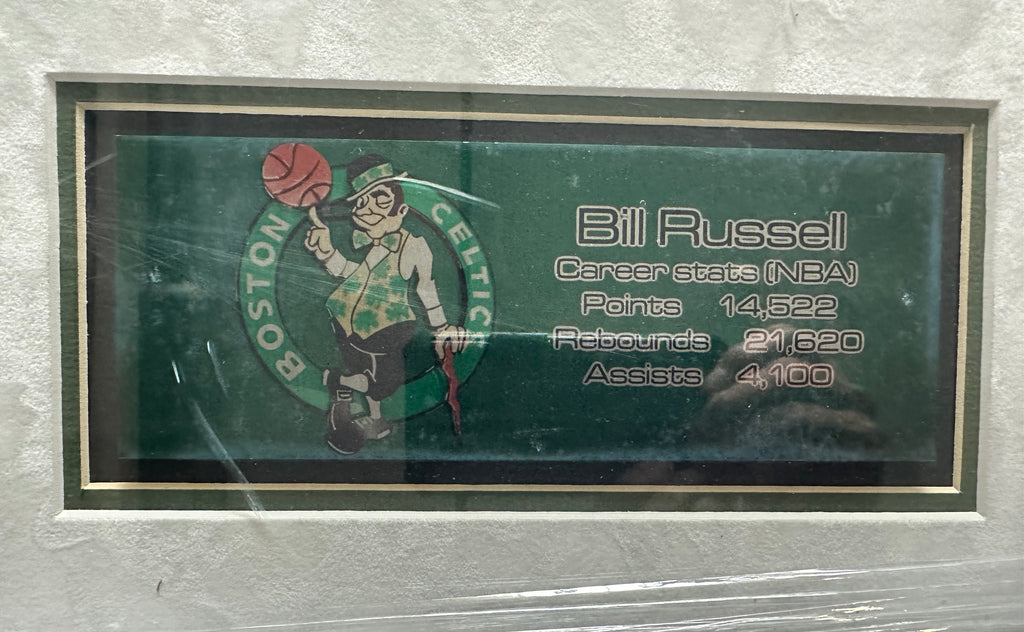 BOSTON CELTICS
Bill Russell
Career stats (NBA)
Points 14,522
Rebounds 21,620
Assists 4,100